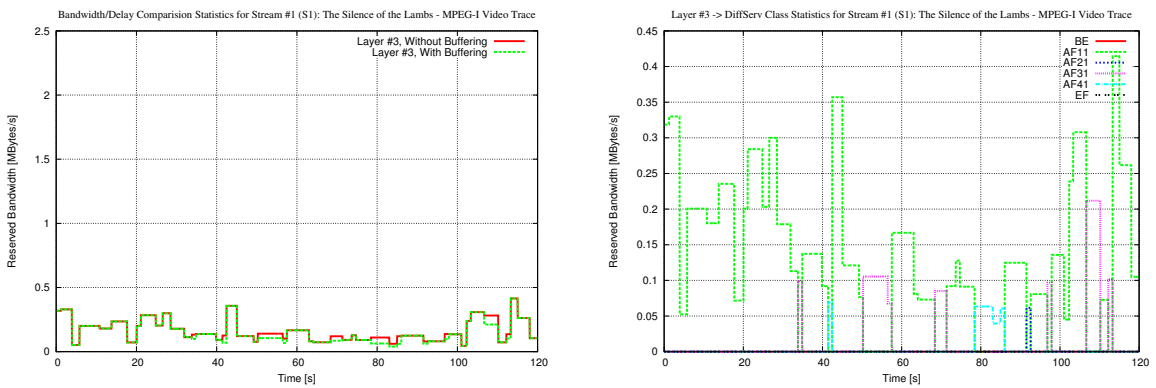 Bandwidth/Delay Comparision Statistics for Stream #1 (S1): The Silence of the Lambs - MPEG-I Video Trace
2.5
2
1.5
1
0.5
0
Reserved Bandwidth [MBytes/s]
Layer #3, Without Buffering
Layer #3, With Buffering
0 20 40 60 80 100 120
Time [s]
Layer #3 -> DiffServ Class Statistics for Stream #1 (S1): The Silence of the Lambs - MPEG-I Video Trace
0.45
0.4
0.35
0.3
0.25
0.2
0.15
0.1
0.05
0
Reserved Bandwidth [MBytes/s]
BE
AF11
AF21
AF31
AF41
EF
0 20 40 60 80 100 120
Time [s]